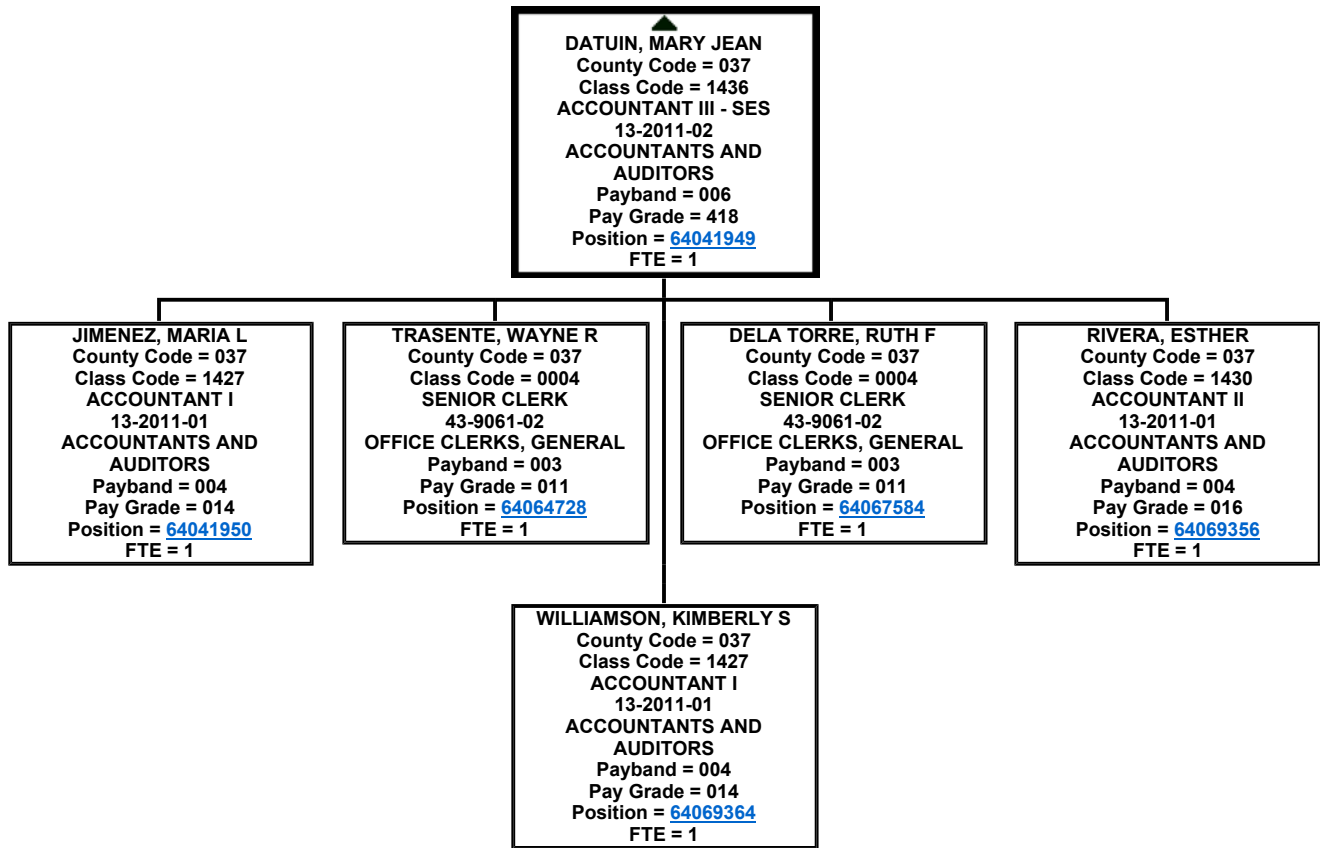 DATUIN, MARY JEAN
County Code = 037
Class Code = 1436
ACCOUNTANT III - SES
13-2011-02
ACCOUNTANTS AND
AUDITORS
Payband = 006
Pay Grade = 418
Position = 64041949
FTE = 1
JIMENEZ, MARIA L
County Code = 037
Class Code = 1427
ACCOUNTANT I
13-2011-01
ACCOUNTANTS AND
AUDITORS
Payband = 004
Pay Grade = 014
Position = 64041950
FTE = 1
TRASENTE, WAYNE R
County Code = 037
Class Code = 0004
SENIOR CLERK
43-9061-02
OFFICE CLERKS, GENERAL
Payband = 003
Pay Grade = 011
Position = 64064728
FTE = 1
DELA TORRE, RUTH F
County Code = 037
Class Code = 0004
SENIOR CLERK
43-9061-02
OFFICE CLERKS, GENERAL
Payband = 003
Pay Grade = 011
Position = 64067584
FTE = 1
RIVERA, ESTHER
County Code = 037
Class Code = 1430
ACCOUNTANT II
13-2011-01
ACCOUNTANTS AND
AUDITORS
Payband = 004
Pay Grade = 016
Position = 64069356
FTE = 1
WILLIAMSON, KIMBERLY S
County Code = 037
Class Code = 1427
ACCOUNTANT I
13-2011-01
ACCOUNTANTS AND
AUDITORS
Payband = 004
Pay Grade = 014
Position = 64069364
FTE = 1